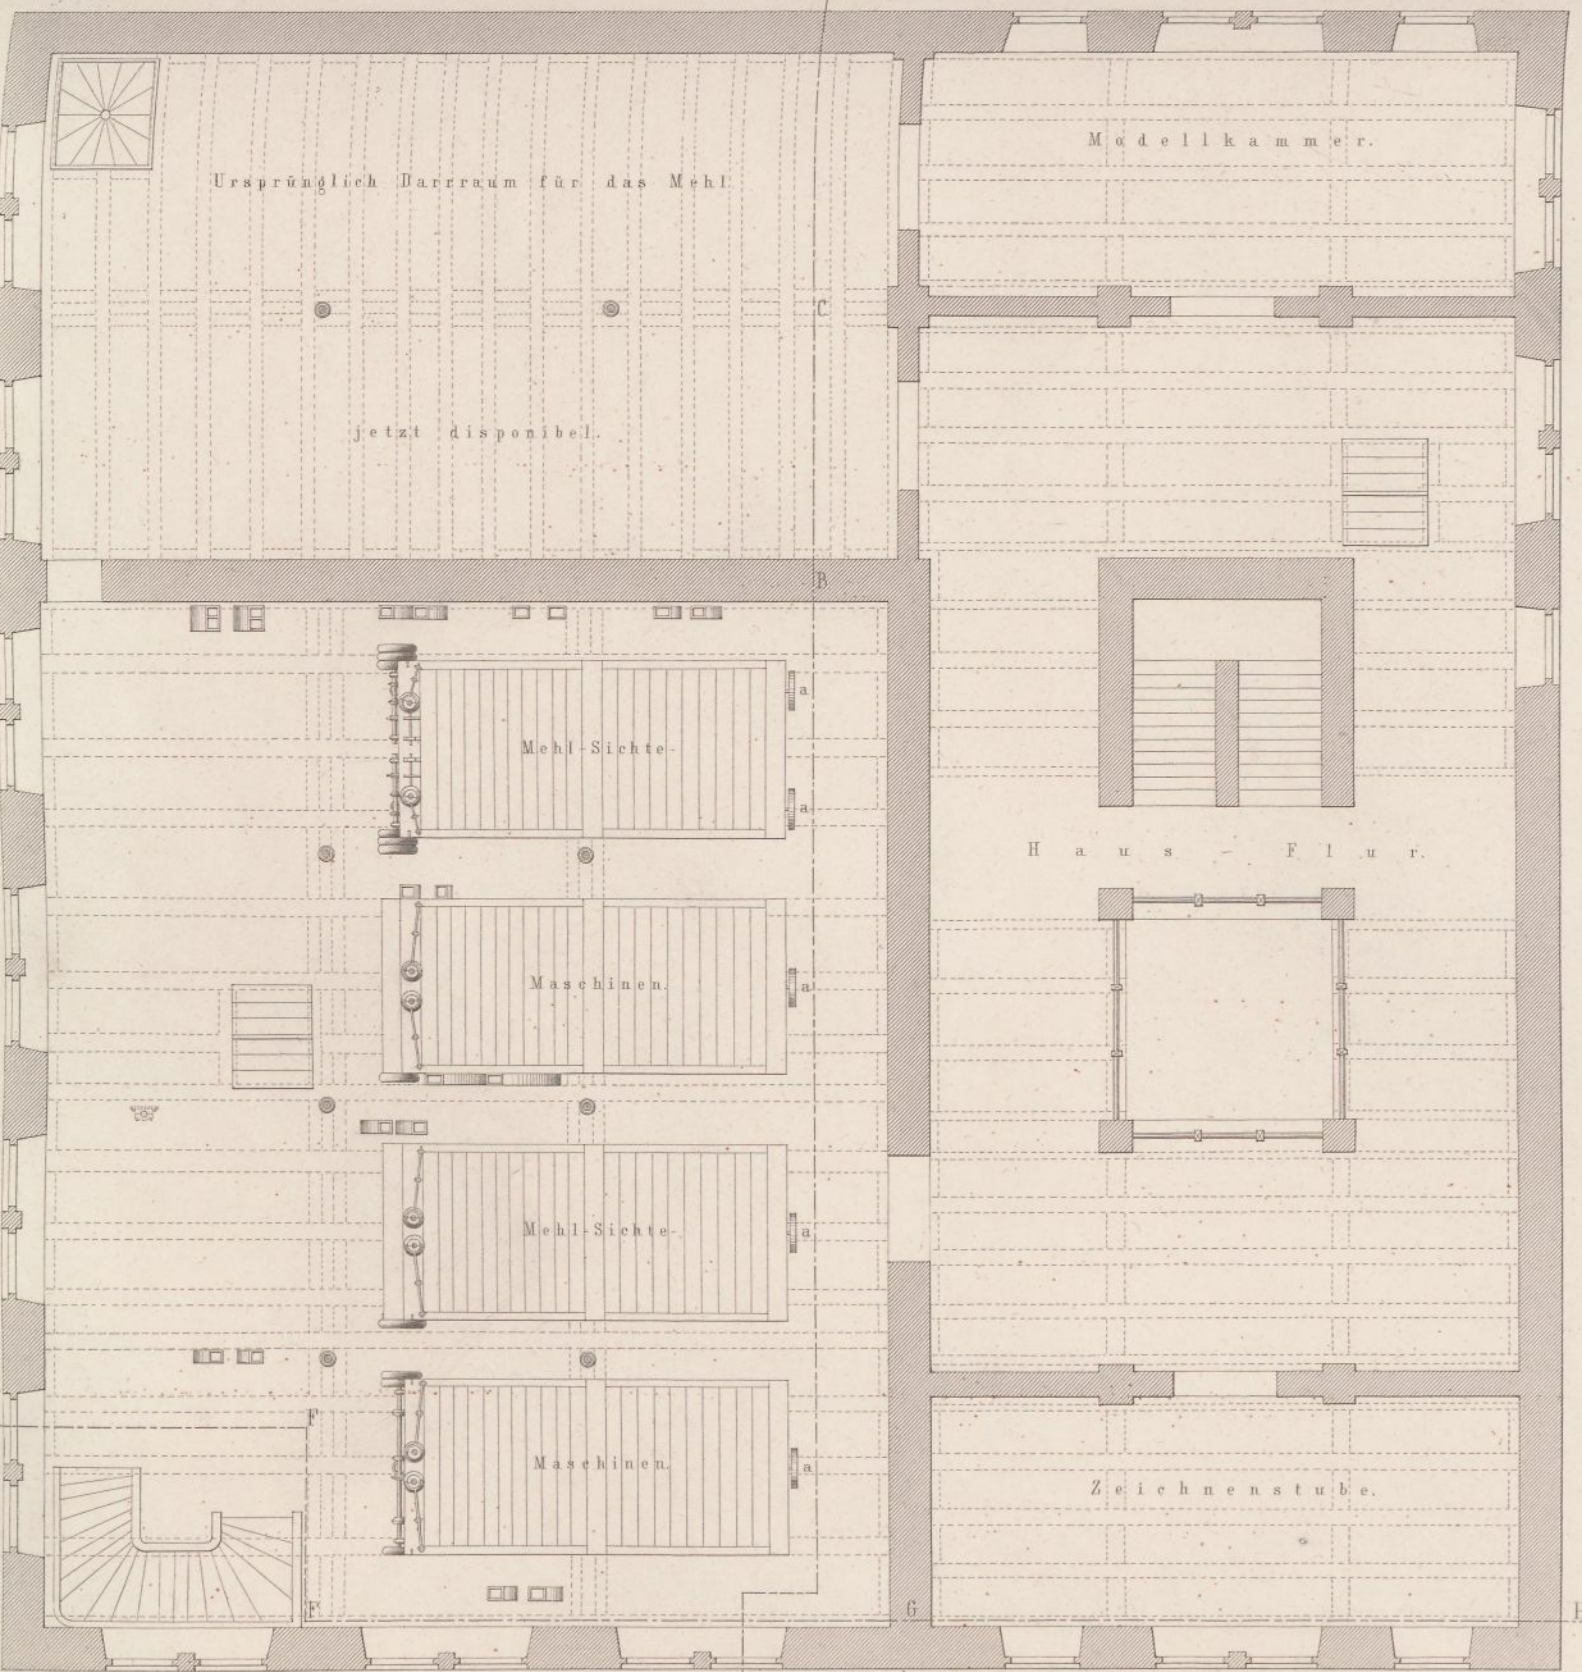 Modellkammer.
Ursprünglich Darrraum für das Mehl
C
jetzt disponibel.
B
a
Mehl-Sichte-
a
Haus-Flur.
Maschinen.
a
Mehl-Sichte-
a
F
Maschinen.
a
Zeichnenstube.
F
G